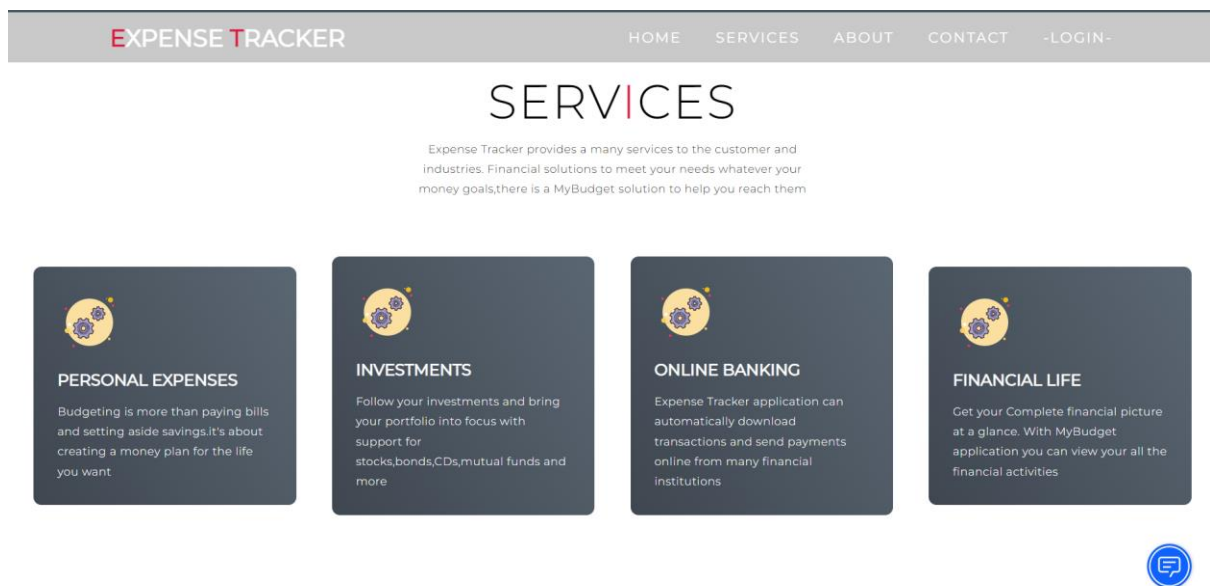 EXPENSE TRACKER
HOME SERVICES ABOUT CONTACT -LOGIN-
SERVICES
Expense Tracker provides a many services to the customer and
industries. Financial solutions to meet your needs whatever your
money goals,there is a MyBudget solution to help you reach them
PERSONAL EXPENSES
Budgeting is more than paying bills
and setting aside savings.it's about
creating a money plan for the life
you want
INVESTMENTS
Follow your investments and bring
your portfolio into focus with
support for
stocks,bonds,CDs,mutual funds and
more
ONLINE BANKING
Expense Tracker application can
automatically download
transactions and send payments
online from many financial
institutions
FINANCIAL LIFE
Get your Complete financial picture
at a glance. With MyBudget
application you can view your all the
financial activities